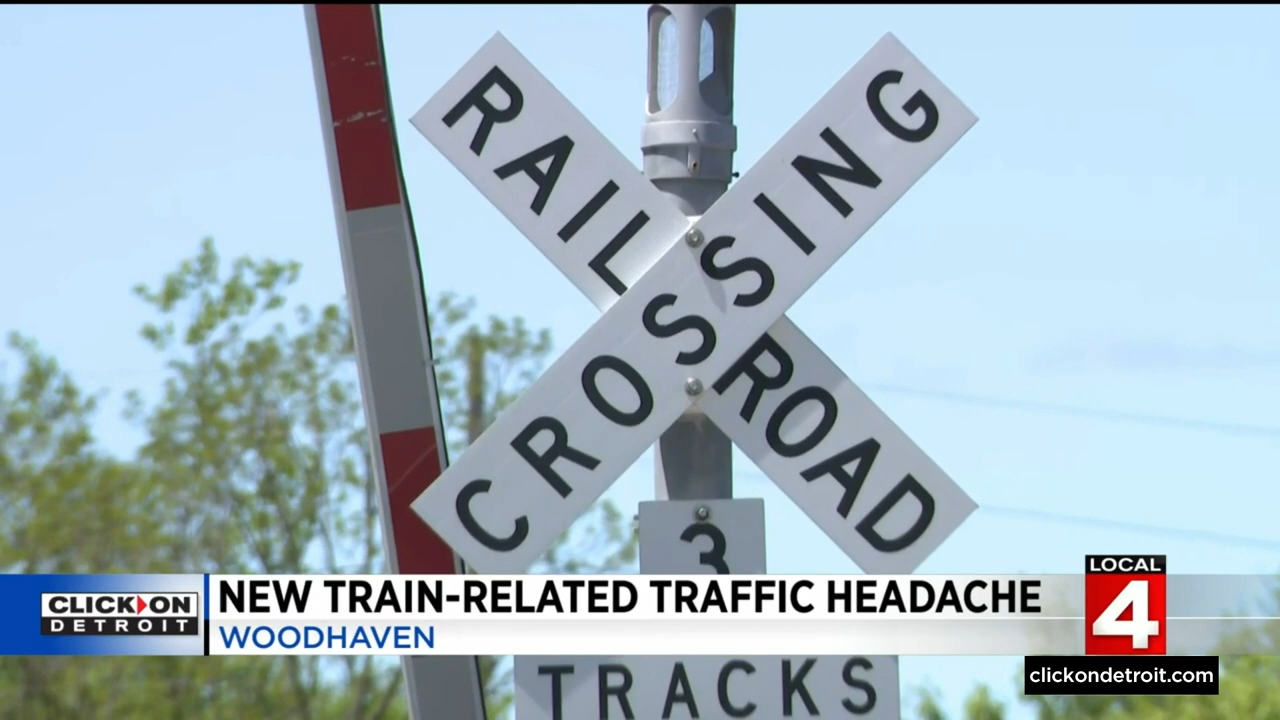 RAILROAD
CROSSING
3
TRACKS
CLICK ON
DETROIT
NEW TRAIN-RELATED TRAFFIC HEADACHE
WOODHAVEN
LOCAL
4
clickondetroit.com